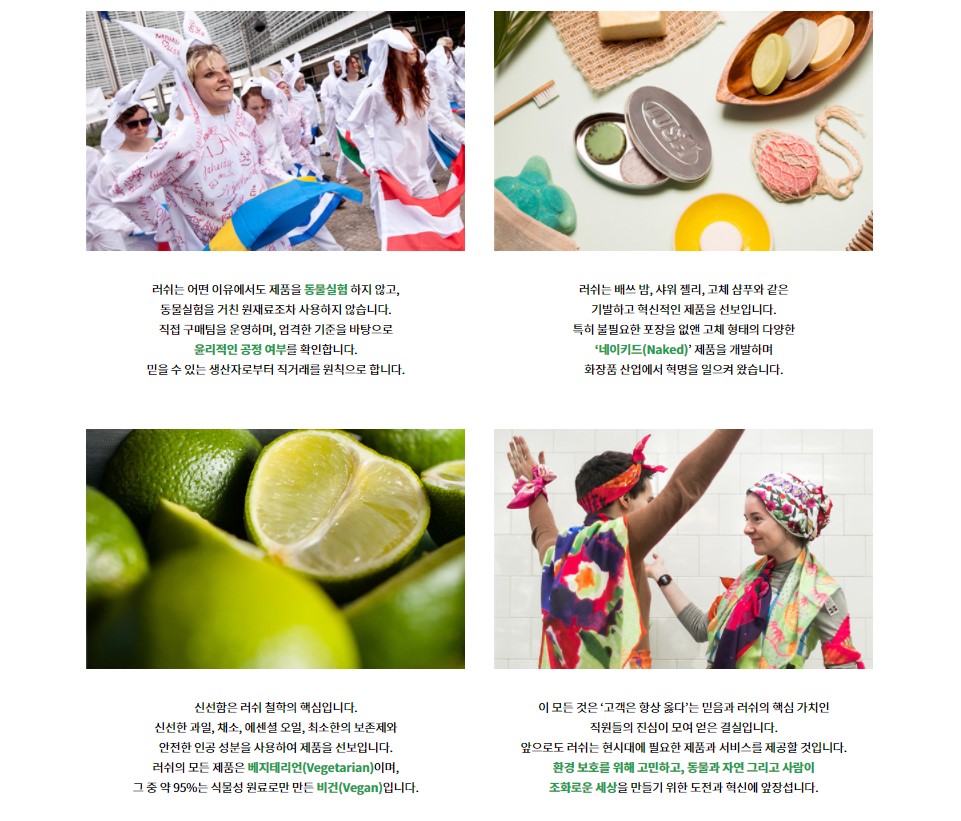 LUSH
러쉬는 어떤 이유에서도 제품을 동물실험 하지 않고,
동물실험을 거친 원재료조차 사용하지 않습니다.
직접 구매팀을 운영하며, 엄격한 기준을 바탕으로
윤리적인 공정 여부를 확인합니다.
믿을 수 있는 생산자로부터 직거래를 원칙으로 합니다.
러쉬는 배쓰 밤, 샤워 젤리, 고체 샴푸와 같은
기발하고 혁신적인 제품을 선보입니다.
특히 불필요한 포장을 없앤 고체 형태의 다양한
‘네이키드(Naked)’ 제품을 개발하며
화장품 산업에서 혁명을 일으켜 왔습니다.
신선함은 러쉬 철학의 핵심입니다.
신선한 과일, 채소, 에센셜 오일, 최소한의 보존제와
안전한 인공 성분을 사용하여 제품을 선보입니다.
러쉬의 모든 제품은 베지테리언(Vegetarian)이며,
그 중 약 95%는 식물성 원료로만 만든 비건(Vegan)입니다.
이 모든 것은 ‘고객은 항상 옳다’는 믿음과 러쉬의 핵심 가치인
직원들의 진심이 모여 얻은 결실입니다.
앞으로도 러쉬는 현시대에 필요한 제품과 서비스를 제공할 것입니다.
환경 보호를 위해 고민하고, 동물과 자연 그리고 사람이
조화로운 세상을 만들기 위한 도전과 혁신에 앞장섭니다.